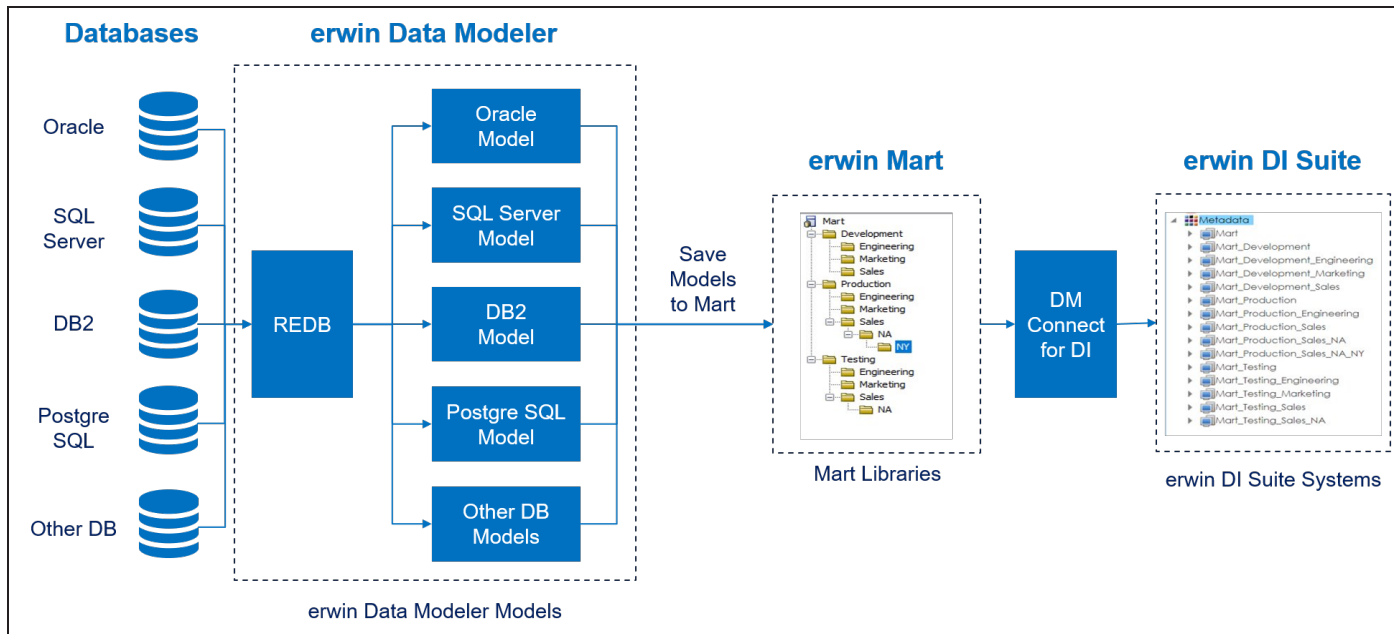 Databases
erwin Data Modeler
Oracle
SQL
Server
DB2
Postgre
SQL
Other DB
REDB
Oracle
Model
SQL Server
Model
DB2
Model
Postgre SQL
Model
Other DB
Models
erwin Data Modeler Models
Save
Models
to Mart
erwin Mart
Mart
Development
Engineering
Marketing
Sales
Production
Engineering
Marketing
Sales
NA
NY
Testing
Engineering
Marketing
Sales
NA
Mart Libraries
DM
Connect
for DI
erwin DI Suite
Metadata
Mart
Mart_Development
Mart_Development_Engineering
Mart_Development_Marketing
Mart_Development_Sales
Mart_Production
Mart_Production_Engineering
Mart_Production_Sales
Mart_Production_Sales_NA
Mart_Production_Sales_NA_NY
Mart_Testing
Mart_Testing_Engineering
Mart_Testing_Marketing
Mart_Testing_Sales
Mart_Testing_Sales_NA
erwin DI Suite Systems